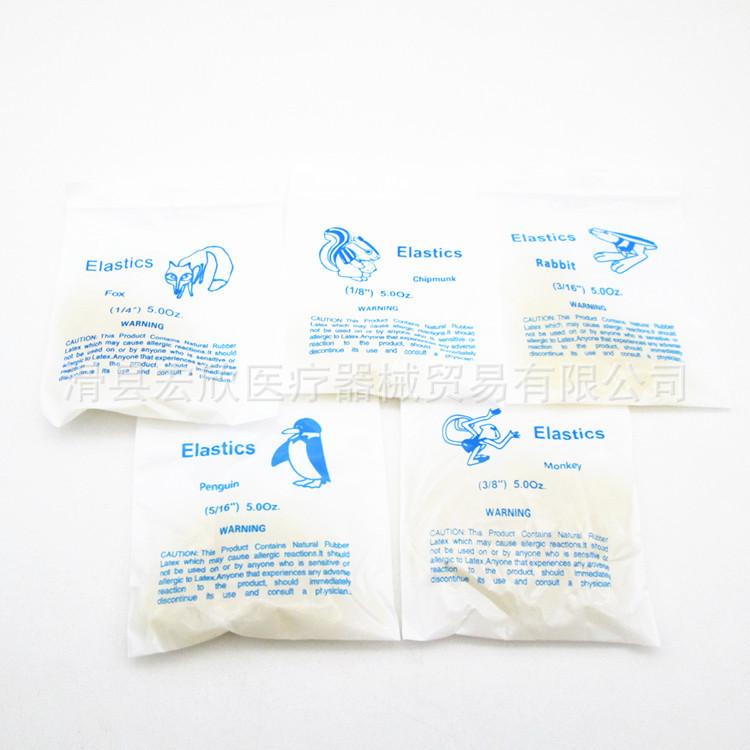 Elastics
Fox
(1/4") 5.0Oz.
WARNING
CAUTION: This Product Contains Natural Rubber
Latex which may cause allergic reactions.It should
not be used on or by anyone who is sensitive or
allergic to Latex.Anyone that experiences any adverse
reaction to the product, should immediately
discontinue its use and consult a physician.
Elastics
Chipmunk
(1/8") 5.0Oz.
WARNING
CAUTION: This Product Contains Natural Rubber
Latex which may cause allergic reactions.It should
not be used on or by anyone who is sensitive or
allergic to Latex.Anyone that experiences any adverse
reaction to the product, should immediately
discontinue its use and consult a physician.
Elastics
Rabbit
(3/16") 5.0Oz.
WARNING
CAUTION: This Product Contains Natural Rubber
Latex which may cause allergic reactions.It should
not be used on or by anyone who is sensitive or
allergic to Latex.Anyone that experiences any adverse
reaction to the product, should immediately
discontinue its use and consult a physician.
滑县宏欣医疗器械贸易有限公司
Elastics
Penguin
(5/16") 5.0Oz.
WARNING
CAUTION: This Product Contains Natural Rubber
Latex which may cause allergic reactions.It should
not be used on or by anyone who is sensitive or
allergic to Latex.Anyone that experiences any adverse
reaction to the product, should immediately
discontinue its use and consult a physician.
Elastics
Monkey
(3/8") 5.0Oz.
WARNING
CAUTION: This Product Contains Natural Rubber
Latex which may cause allergic reactions.It should
not be used on or by anyone who is sensitive or
allergic to Latex.Anyone that experiences any adverse
reaction to the product, should immediately
discontinue its use and consult a physician.